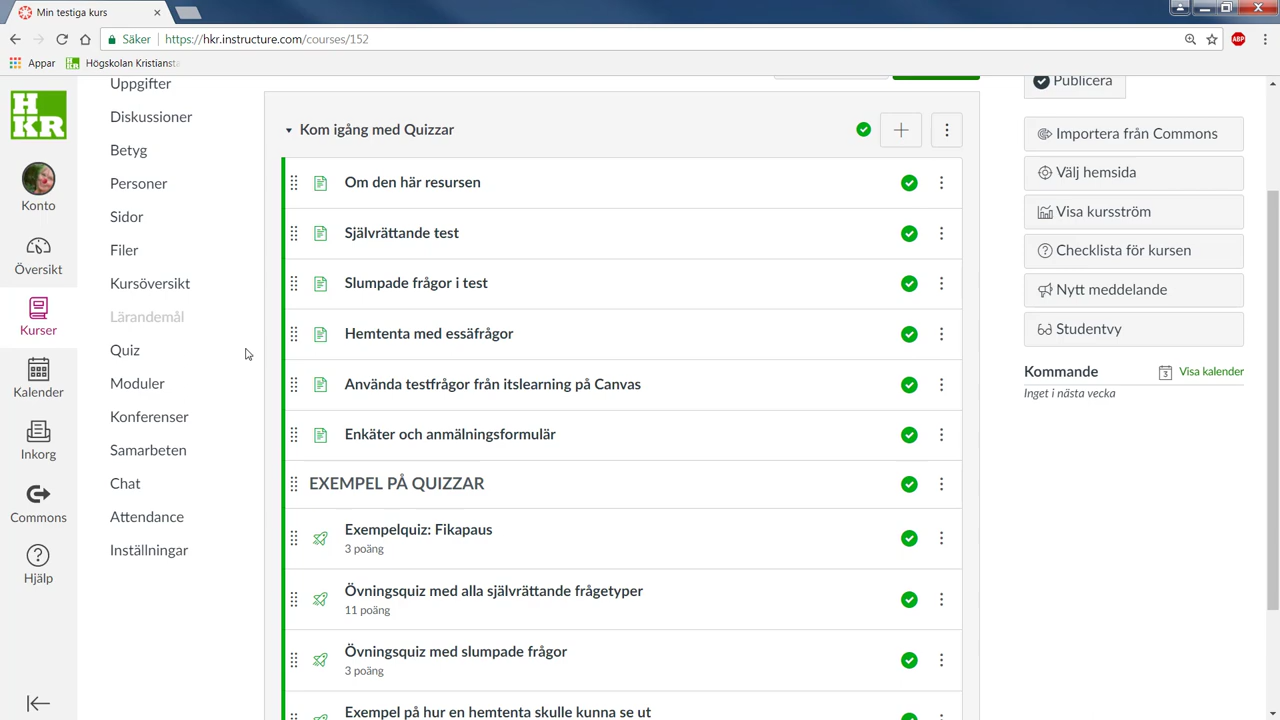 Min testiga kurs
Säker
https://hkr.instructure.com/courses/152
ABP
Appar
Högskolan Kristiansta
HKR
Konto
Översikt
Kurser
Kalender
Inkorg
Commons
Hjälp
Uppgifter
Diskussioner
Betyg
Personer
Sidor
Filer
Kursöversikt
Lärandemål
Quiz
Moduler
Konferenser
Samarbeten
Chat
Attendance
Inställningar
Kom igång med Quizzar
Om den här resursen
Självrättande test
Slumpade frågor i test
Hemtenta med essäfrågor
Använda testfrågor från itslearning på Canvas
Enkäter och anmälningsformulär
EXEMPEL PÅ QUIZZAR
Exempelquiz: Fikapaus
3 poäng
Övningsquiz med alla självrättande frågetyper
11 poäng
Övningsquiz med slumpade frågor
3 poäng
Exempel på hur en hemtenta skulle kunna se ut
Publicera
Importera från Commons
Välj hemsida
Visa kursström
Checklista för kursen
Nytt meddelande
Studentvy
Kommande
3
Visa kalender
Inget i nästa vecka